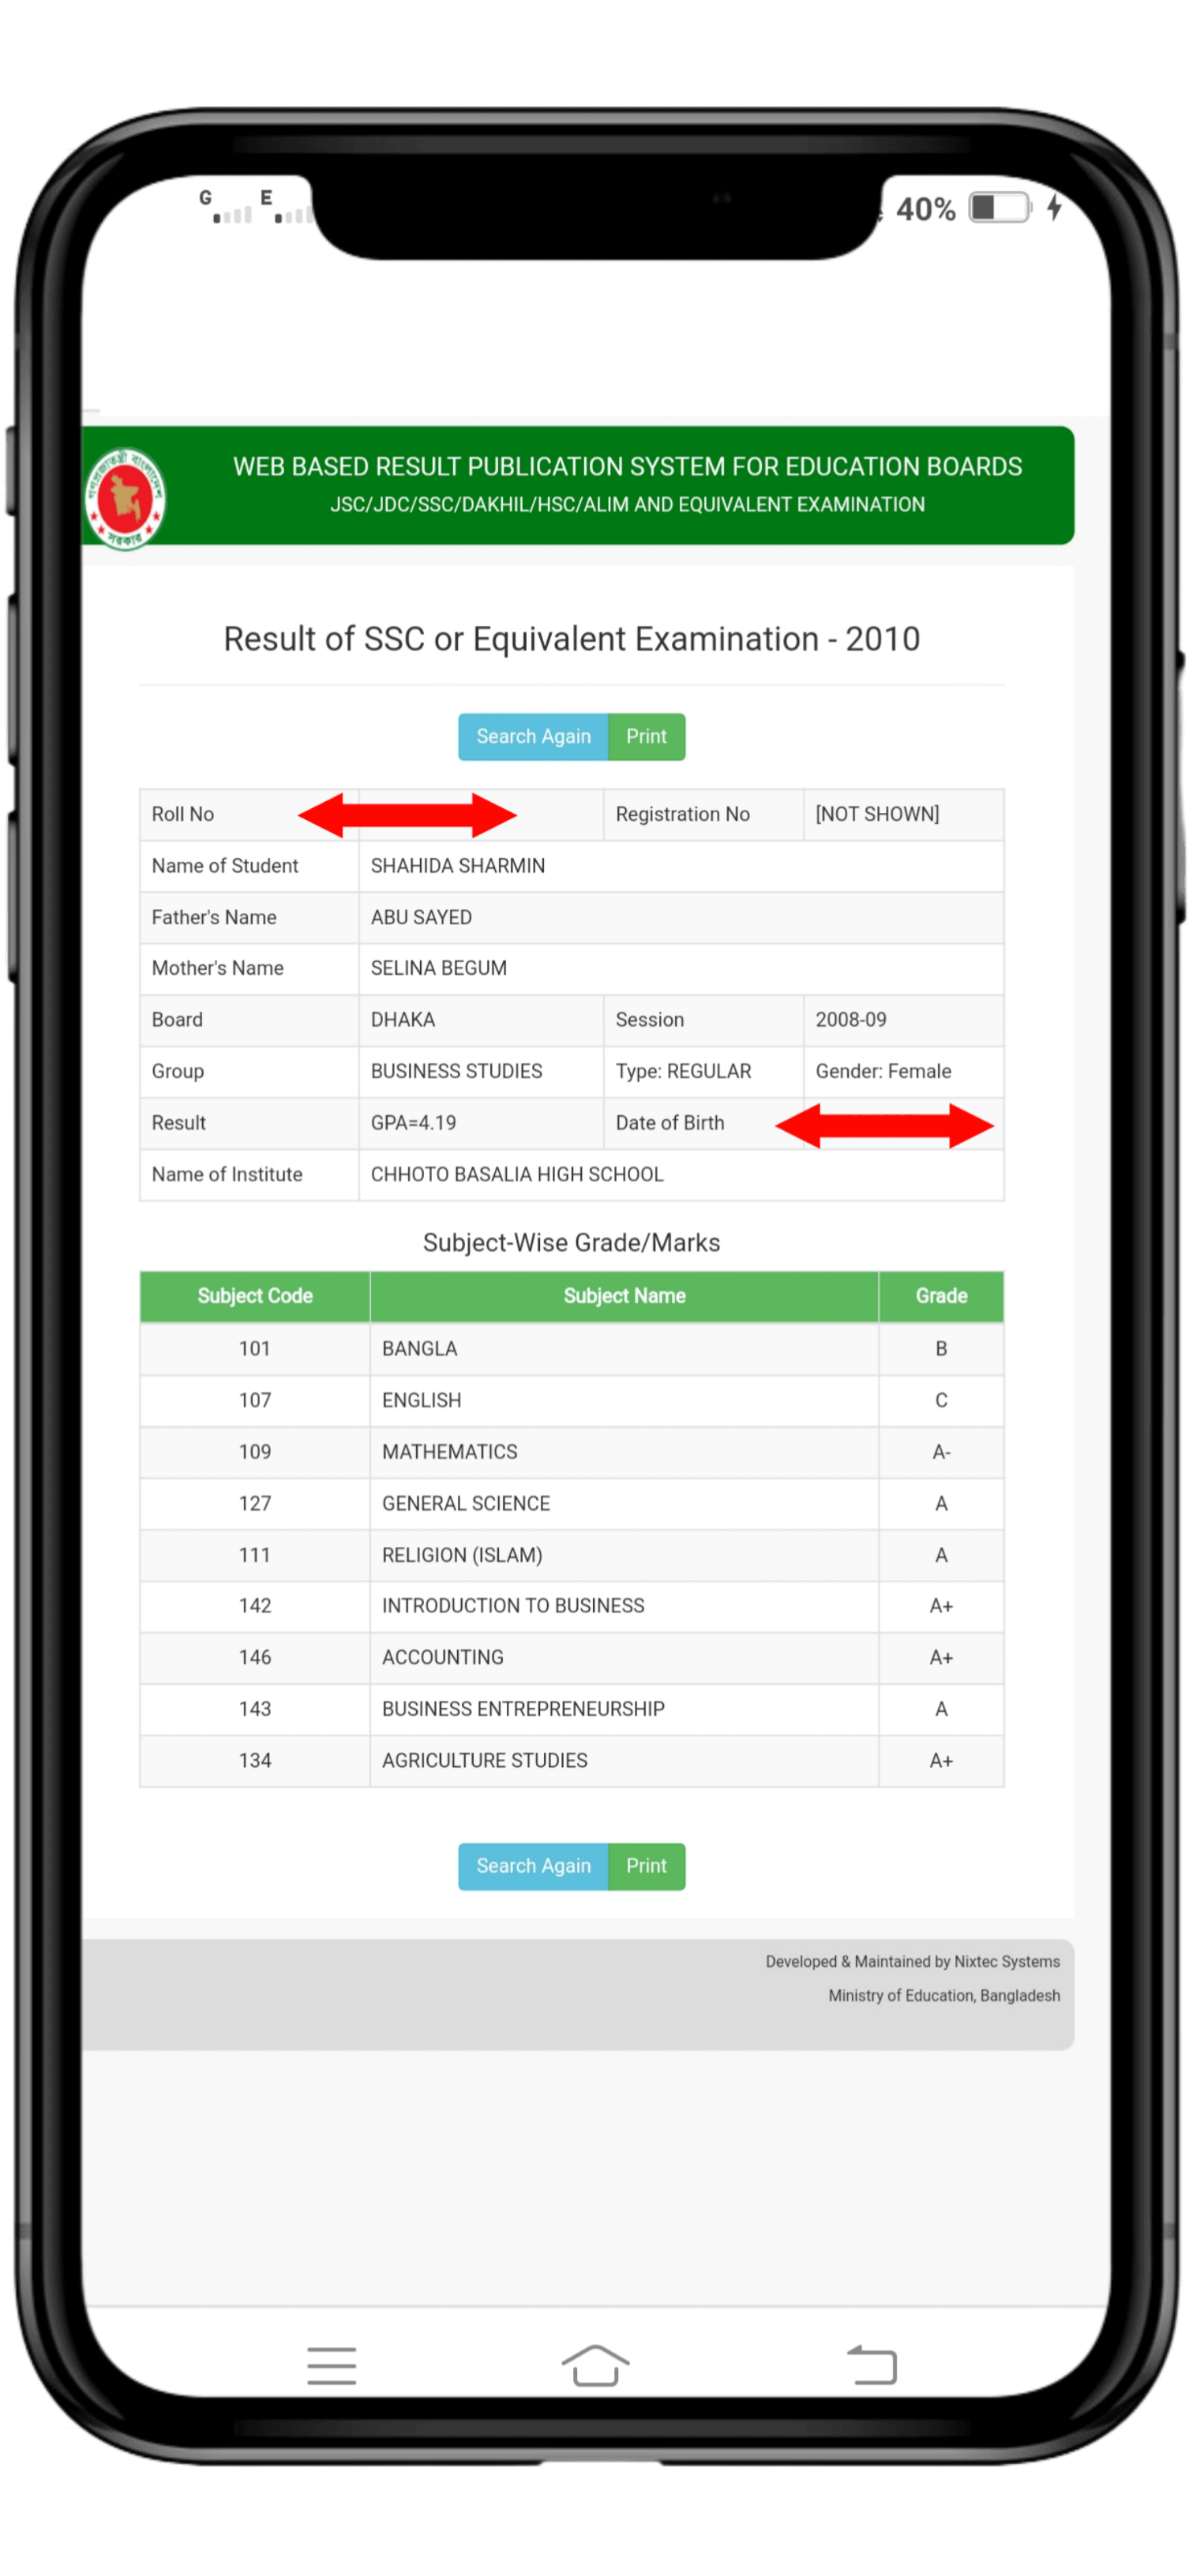 G E 40%
গণপ্রজাতন্ত্রী বাংলাদেশ
সরকার
WEB BASED RESULT PUBLICATION SYSTEM FOR EDUCATION BOARDS
JSC/JDC/SSC/DAKHIL/HSC/ALIM AND EQUIVALENT EXAMINATION
Result of SSC or Equivalent Examination - 2010
Search Again Print
Roll No Registration No [NOT SHOWN]
Name of Student SHAHIDA SHARMIN
Father's Name ABU SAYED
Mother's Name SELINA BEGUM
Board DHAKA Session 2008-09
Group BUSINESS STUDIES Type: REGULAR Gender: Female
Result GPA=4.19 Date of Birth
Name of Institute CHHOTO BASALIA HIGH SCHOOL
Subject-Wise Grade/Marks
Subject Code Subject Name Grade
101 BANGLA B
107 ENGLISH C
109 MATHEMATICS A-
127 GENERAL SCIENCE A
111 RELIGION (ISLAM) A
142 INTRODUCTION TO BUSINESS A+
146 ACCOUNTING A+
143 BUSINESS ENTREPRENEURSHIP A
134 AGRICULTURE STUDIES A+
Search Again Print
Developed & Maintained by Nixtec Systems
Ministry of Education, Bangladesh